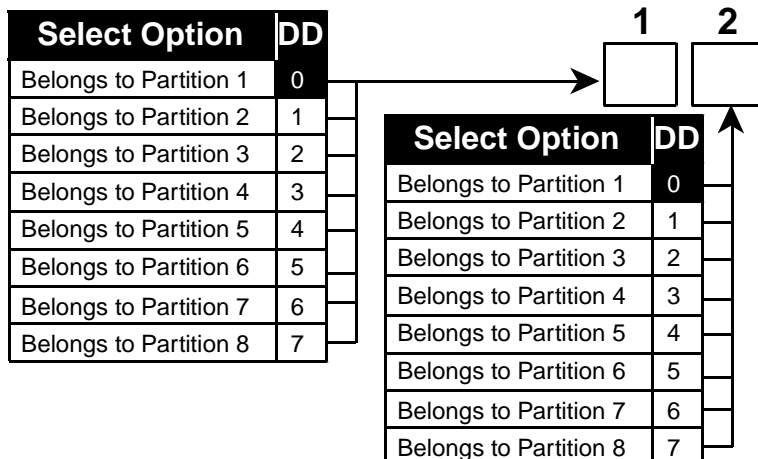 1 2
Select Option DD
Belongs to Partition 1 0
Belongs to Partition 2 1
Belongs to Partition 3 2
Belongs to Partition 4 3
Belongs to Partition 5 4
Belongs to Partition 6 5
Belongs to Partition 7 6
Belongs to Partition 8 7
Select Option DD
Belongs to Partition 1 0
Belongs to Partition 2 1
Belongs to Partition 3 2
Belongs to Partition 4 3
Belongs to Partition 5 4
Belongs to Partition 6 5
Belongs to Partition 7 6
Belongs to Partition 8 7